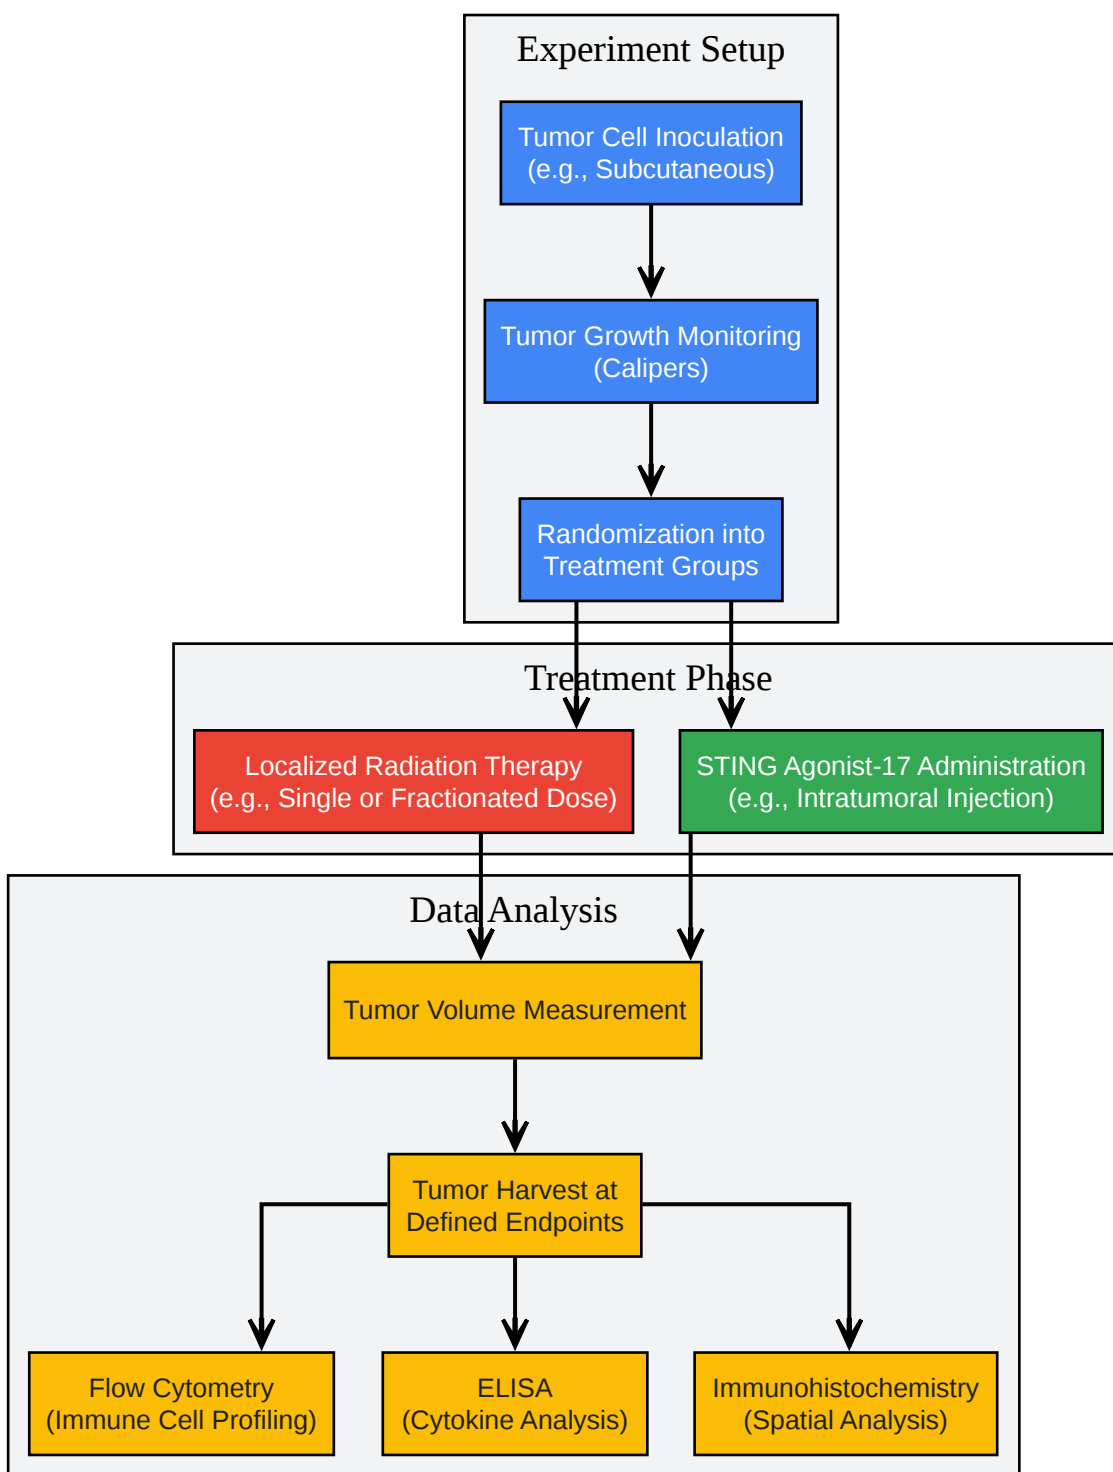 Experiment Setup
Tumor Cell Inoculation
(e.g., Subcutaneous)
Tumor Growth Monitoring
(Calipers)
Randomization into
Treatment Groups
Treatment Phase
Localized Radiation Therapy
(e.g., Single or Fractionated Dose)
STING Agonist-17 Administration
(e.g., Intratumoral Injection)
Data Analysis
Tumor Volume Measurement
Tumor Harvest at
Defined Endpoints
Flow Cytometry
(Immune Cell Profiling)
ELISA
(Cytokine Analysis)
Immunohistochemistry
(Spatial Analysis)